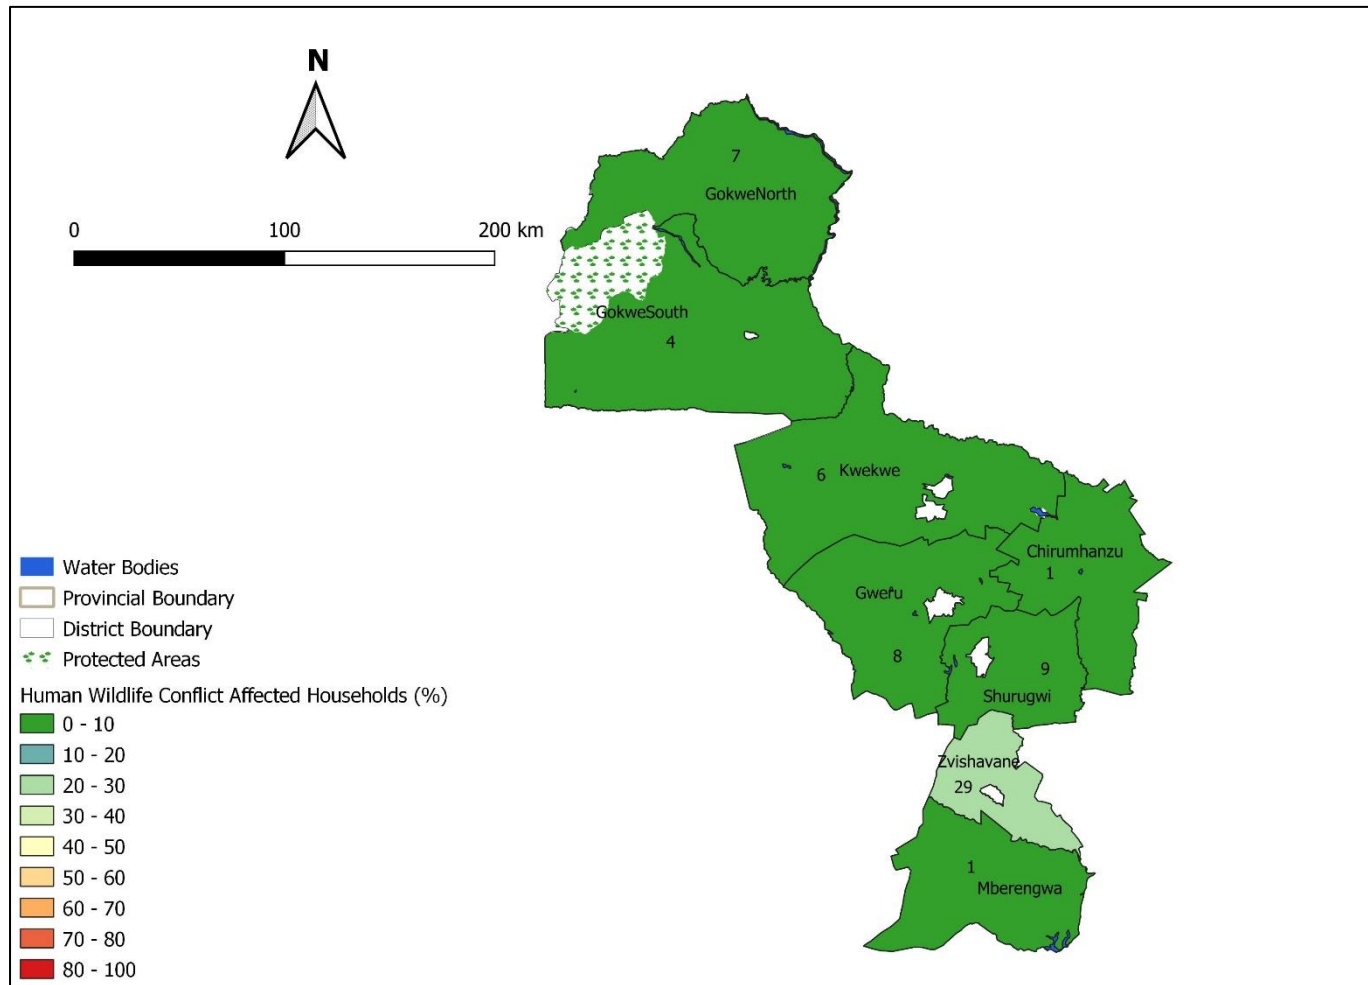 N
0 100 200 km
7
GokweNorth
GokweSouth
4
6 Kwekwe
Chirumhanzu
1
Gweru
8
9
Shurugwi
Zvishavane
29
1
Mberengwa
Water Bodies
Provincial Boundary
District Boundary
Protected Areas
Human Wildlife Conflict Affected Households (%)
0 - 10
10 - 20
20 - 30
30 - 40
40 - 50
50 - 60
60 - 70
70 - 80
80 - 100